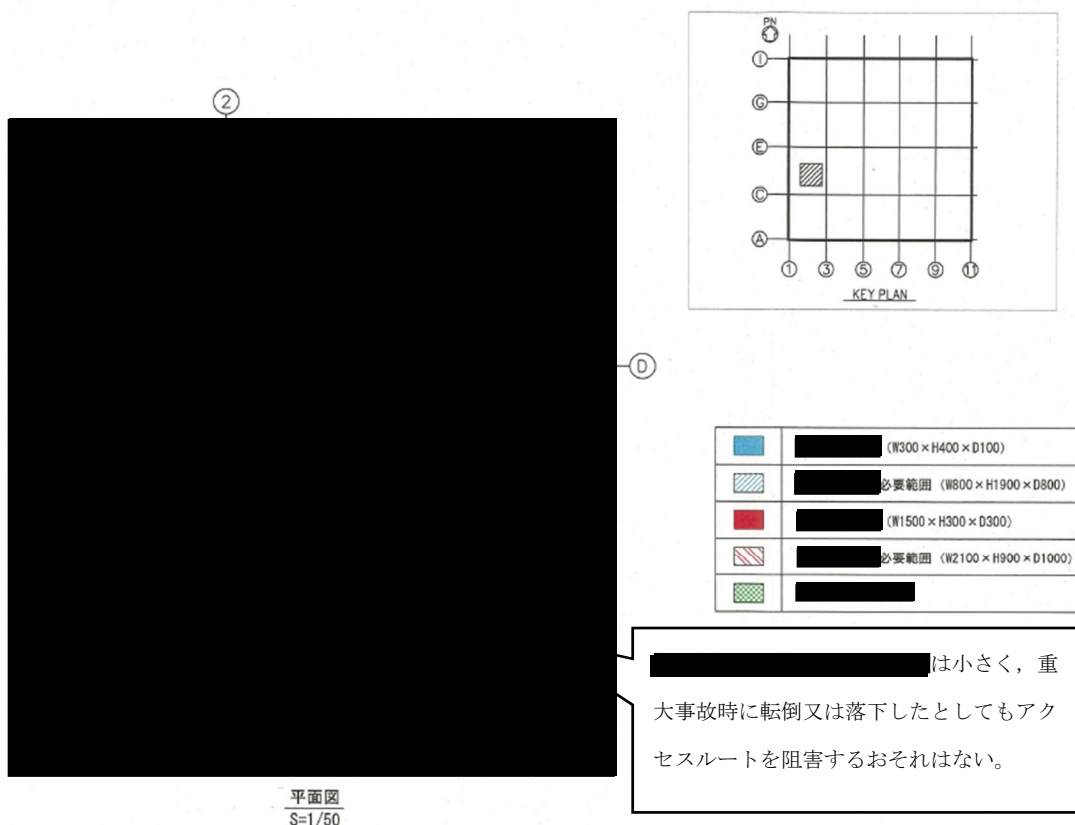 ②
Ⓓ
平面図
S=1/50
PN
Ⓘ
Ⓖ
Ⓔ
Ⓒ
Ⓐ
① ③ ⑤ ⑦ ⑨ ⑪
KEY PLAN
(W300×H400×D100)
必要範囲 (W800×H1900×D800)
(W1500×H300×D300)
必要範囲 (W2100×H900×D1000)
は小さく，重
大事故時に転倒又は落下したとしてもアク
セスルートを阻害するおそれはない。